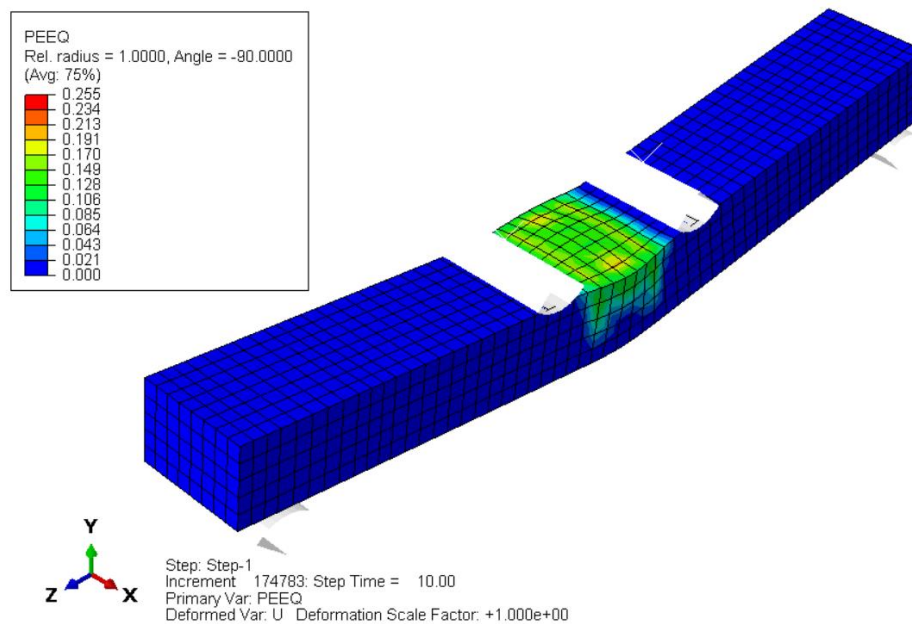 PEEQ
Rel. radius = 1.0000, Angle = -90.0000
(Avg: 75%)
0.255
0.234
0.213
0.191
0.170
0.149
0.128
0.106
0.085
0.064
0.043
0.021
0.000
Y
Z
X
Step: Step-1
Increment 174783: Step Time = 10.00
Primary Var: PEEQ
Deformed Var: U Deformation Scale Factor: +1.000e+00